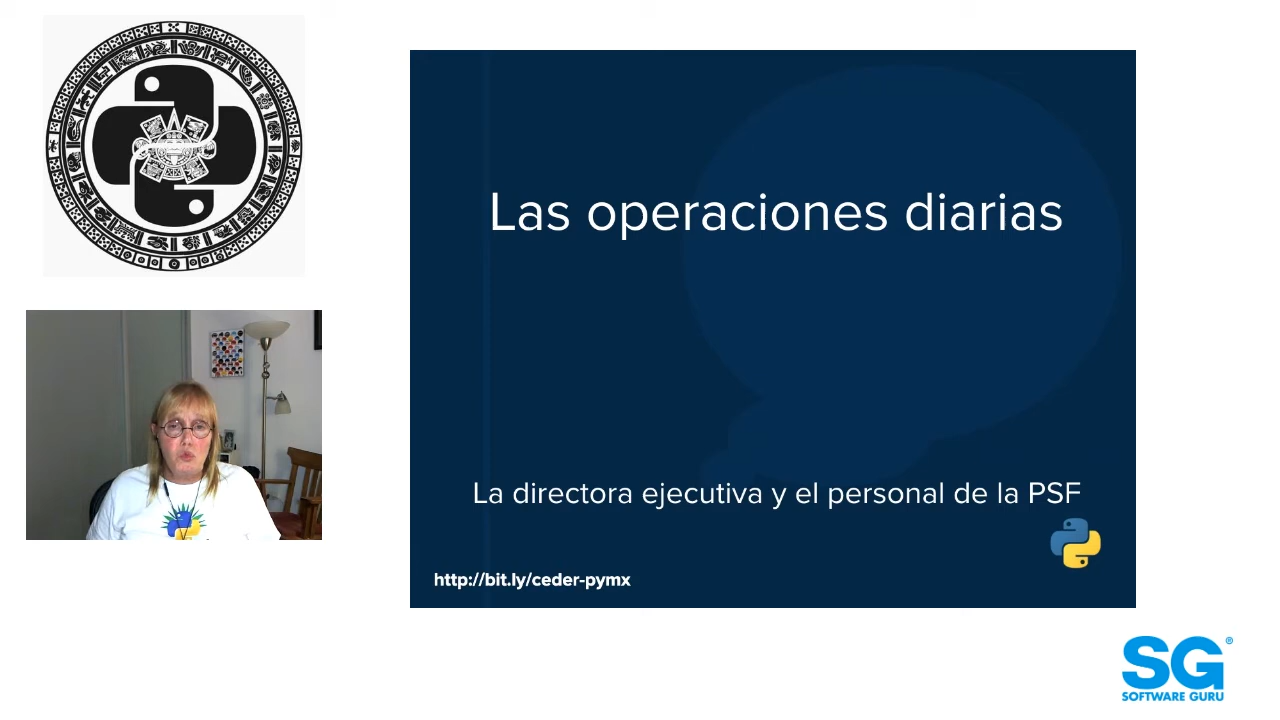 Las operaciones diarias
La directora ejecutiva y el personal de la PSF
http://bit.ly/ceder-pymx
SG®
SOFTWARE GURU